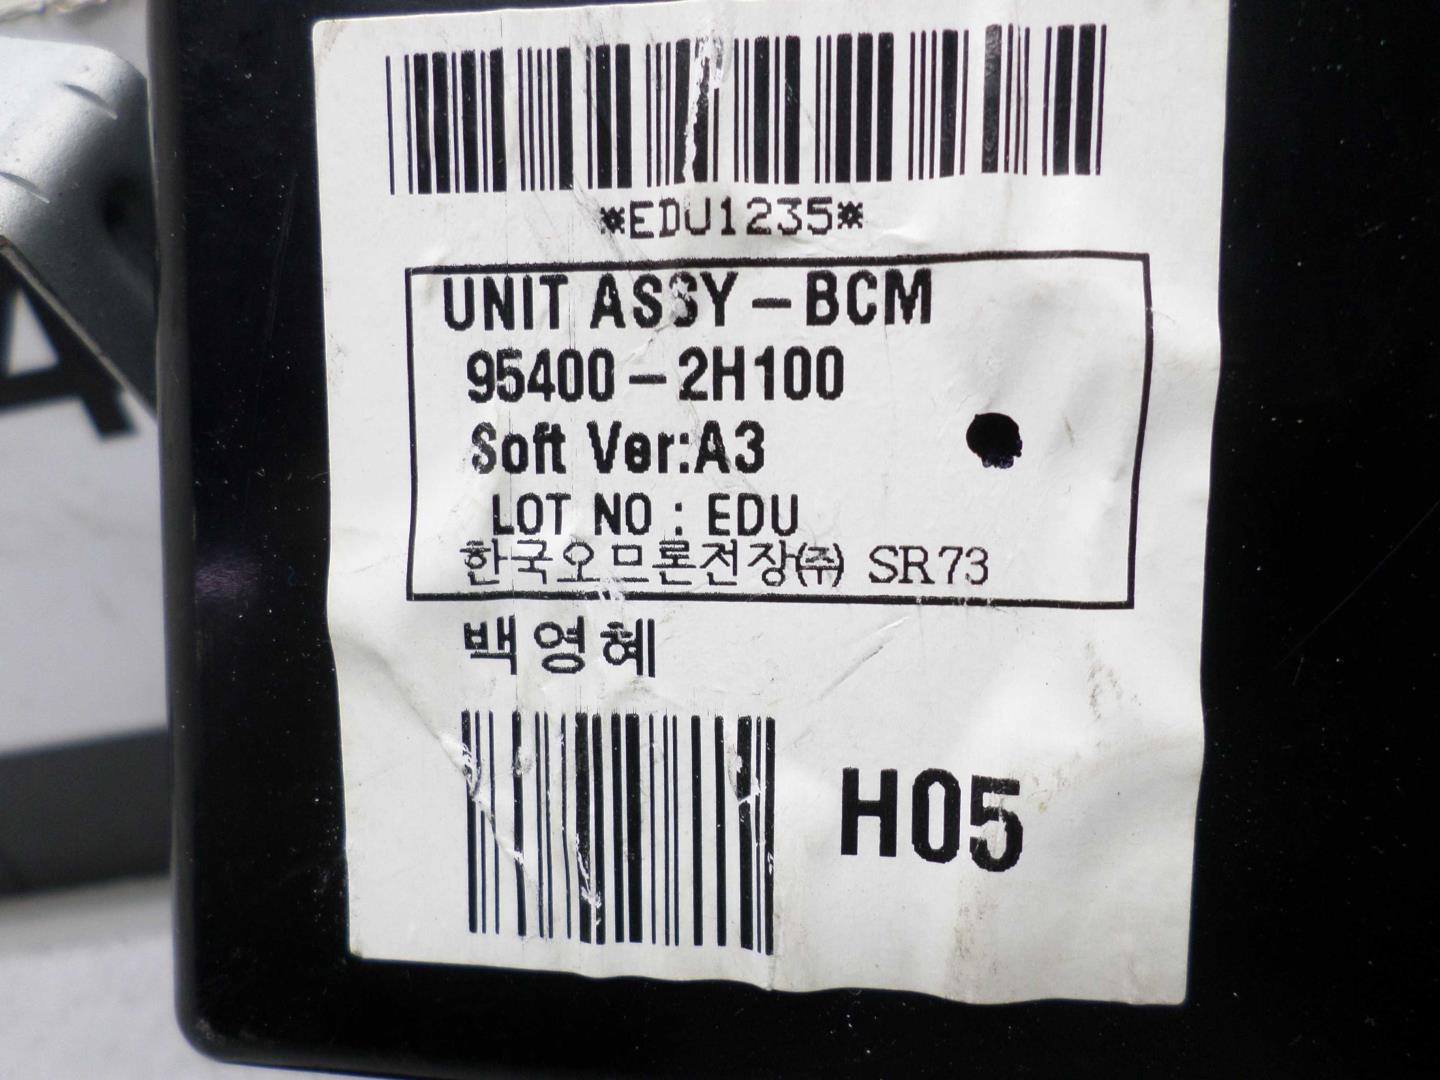 *EDU1235*
UNIT ASSY-BCM
95400-2H100
Soft Ver:A3
LOT NO : EDU
한국오므론전장(주) SR73
백영혜
H05